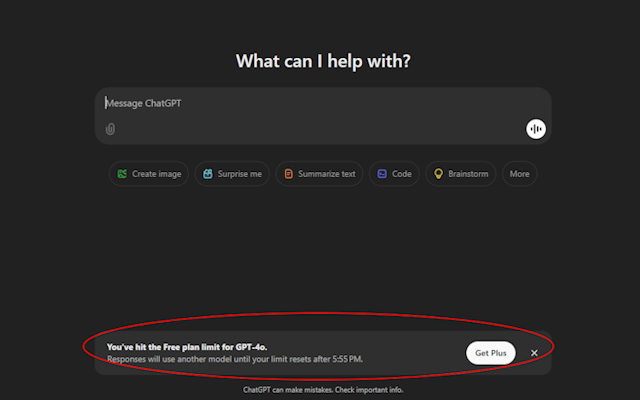 What can I help with?
Message ChatGPT
Create image Surprise me Summarize text Code Brainstorm More
You've hit the Free plan limit for GPT-4o.
Responses will use another model until your limit resets after 5:55 PM.
Get Plus
ChatGPT can make mistakes. Check important info.